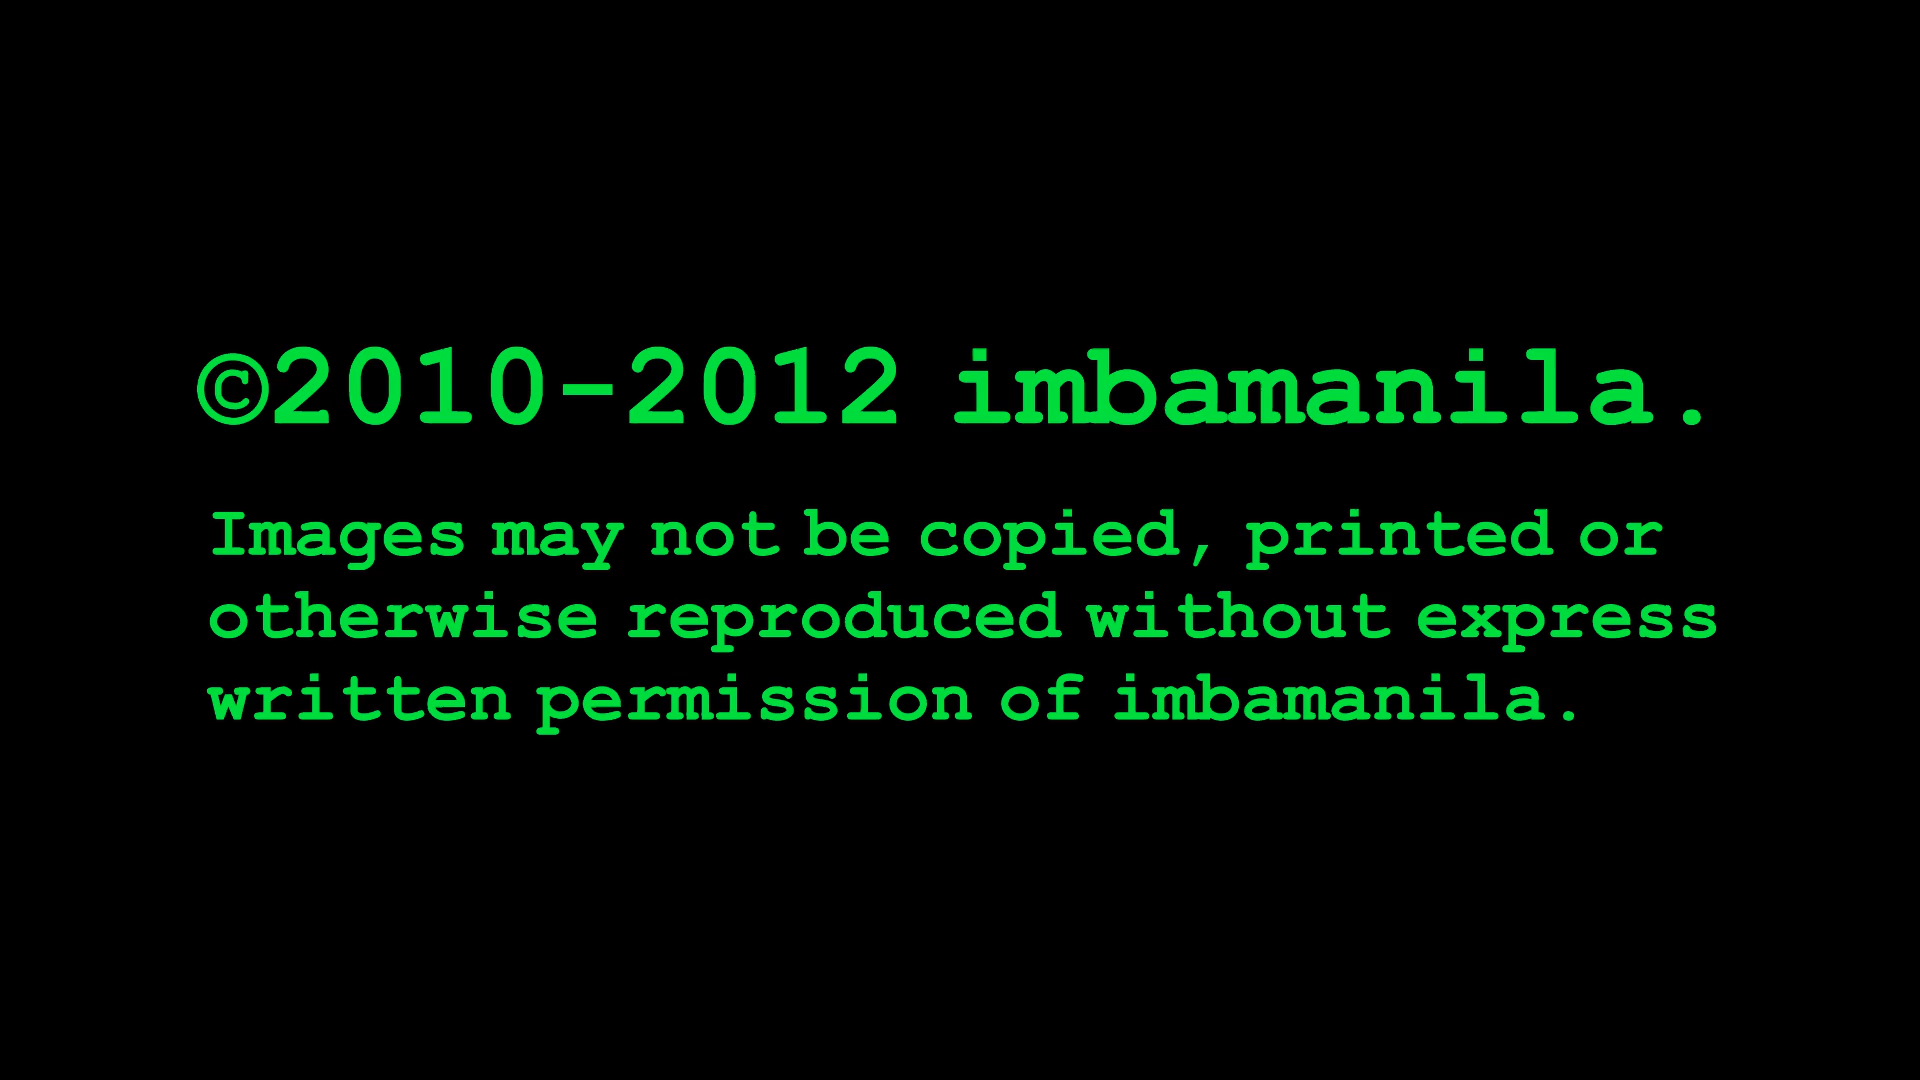 ©2010-2012 imbamanila.
Images may not be copied, printed or
otherwise reproduced without express
written permission of imbamanila.